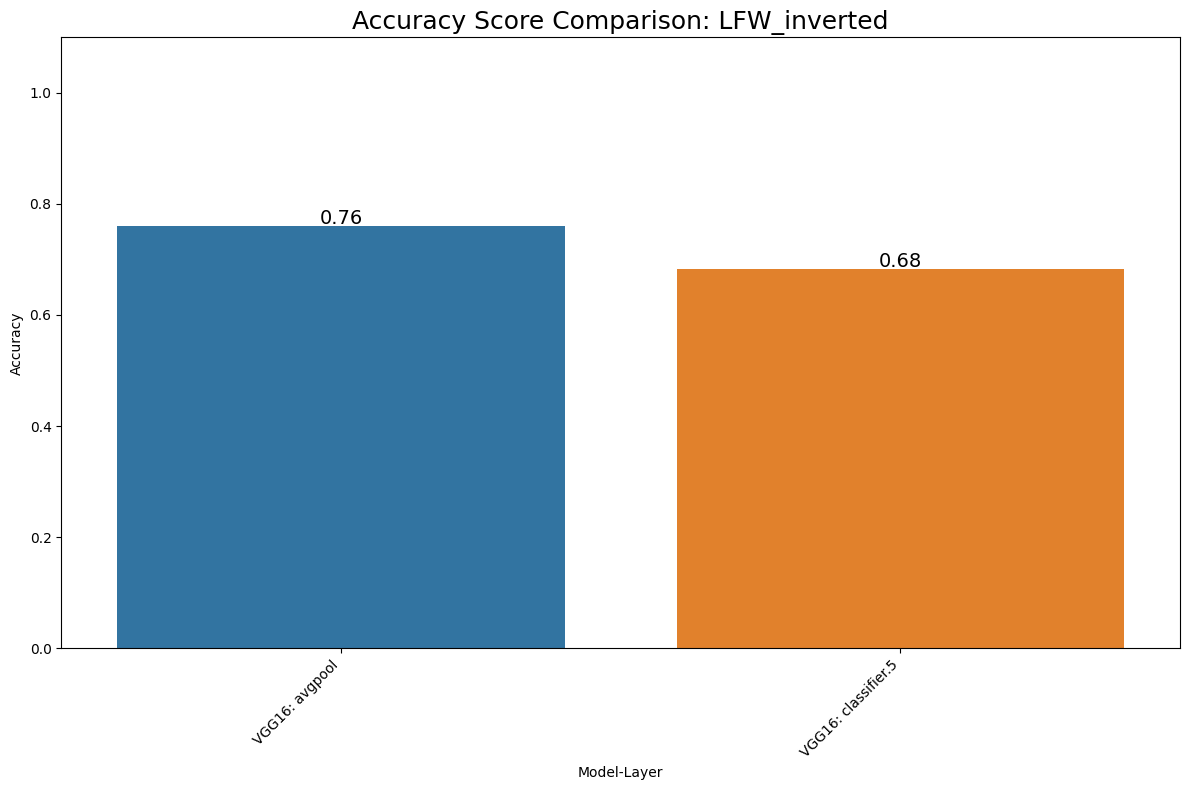 Accuracy Score Comparison: LFW_inverted
1.0
0.8
0.6
0.4
0.2
0.0
Accuracy
0.76
0.68
VGG16: avgpool
VGG16: classifier.5
Model-Layer